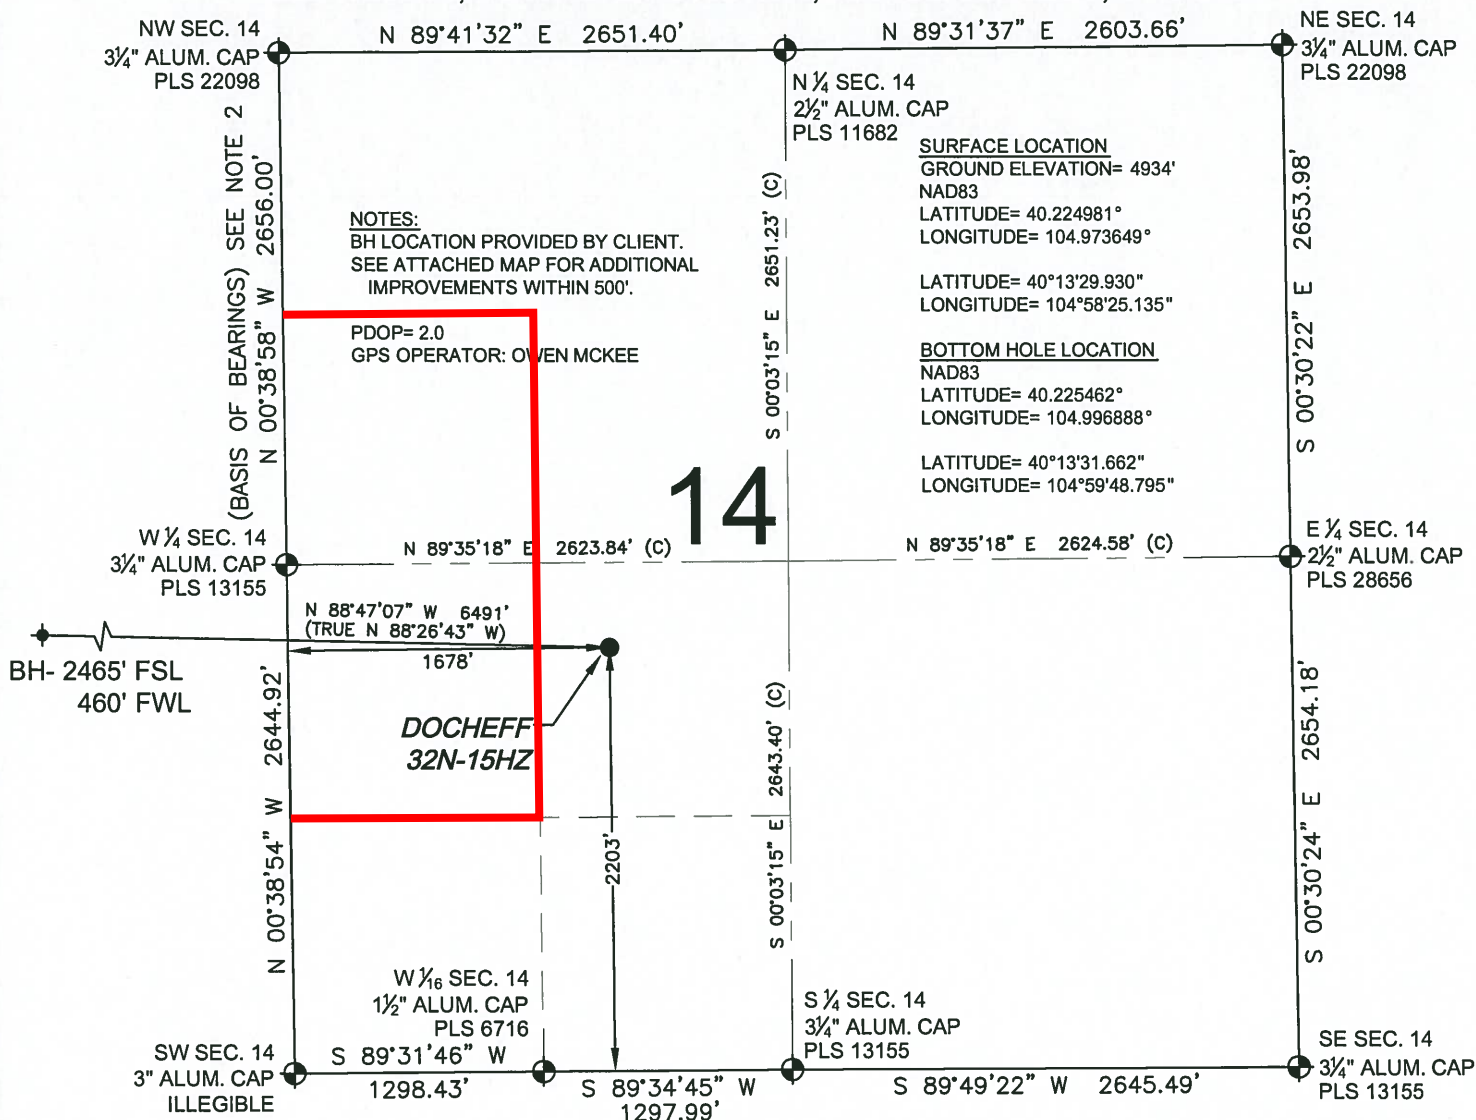 NW SEC. 14
3¼" ALUM. CAP
PLS 22098
N 89°41'32" E 2651.40'
N 89°31'37" E 2603.66'
NE SEC. 14
3¼" ALUM. CAP
PLS 22098
N ¼ SEC. 14
2½" ALUM. CAP
PLS 11682
(BASIS OF BEARINGS) SEE NOTE 2
N 00°38'58" W 2656.00'
NOTES:
BH LOCATION PROVIDED BY CLIENT.
SEE ATTACHED MAP FOR ADDITIONAL
IMPROVEMENTS WITHIN 500'.
PDOP= 2.0
GPS OPERATOR: OWEN MCKEE
S 00°03'15" E 2651.23' (C)
SURFACE LOCATION
GROUND ELEVATION= 4934'
NAD83
LATITUDE= 40.224981°
LONGITUDE= 104.973649°
LATITUDE= 40°13'29.930"
LONGITUDE= 104°58'25.135"
BOTTOM HOLE LOCATION
NAD83
LATITUDE= 40.225462°
LONGITUDE= 104.996888°
LATITUDE= 40°13'31.662"
LONGITUDE= 104°59'48.795"
S 00°30'22" E 2653.98'
14
W ¼ SEC. 14
3¼" ALUM. CAP
PLS 13155
N 89°35'18" E 2623.84' (C)
N 89°35'18" E 2624.58' (C)
E ¼ SEC. 14
2½" ALUM. CAP
PLS 28656
N 88°47'07" W 6491'
(TRUE N 88°26'43" W)
1678'
BH- 2465' FSL
460' FWL
DOCHEFF
32N-15HZ
N 00°38'54" W 2644.92'
2203'
S 00°03'15" E 2643.40' (C)
S 00°30'24" E 2654.18'
W 1⁄16 SEC. 14
1½" ALUM. CAP
PLS 6716
S ¼ SEC. 14
3¼" ALUM. CAP
PLS 13155
SW SEC. 14
3" ALUM. CAP
ILLEGIBLE
S 89°31'46" W
1298.43'
S 89°34'45" W
1297.99'
S 89°49'22" W 2645.49'
SE SEC. 14
3¼" ALUM. CAP
PLS 13155